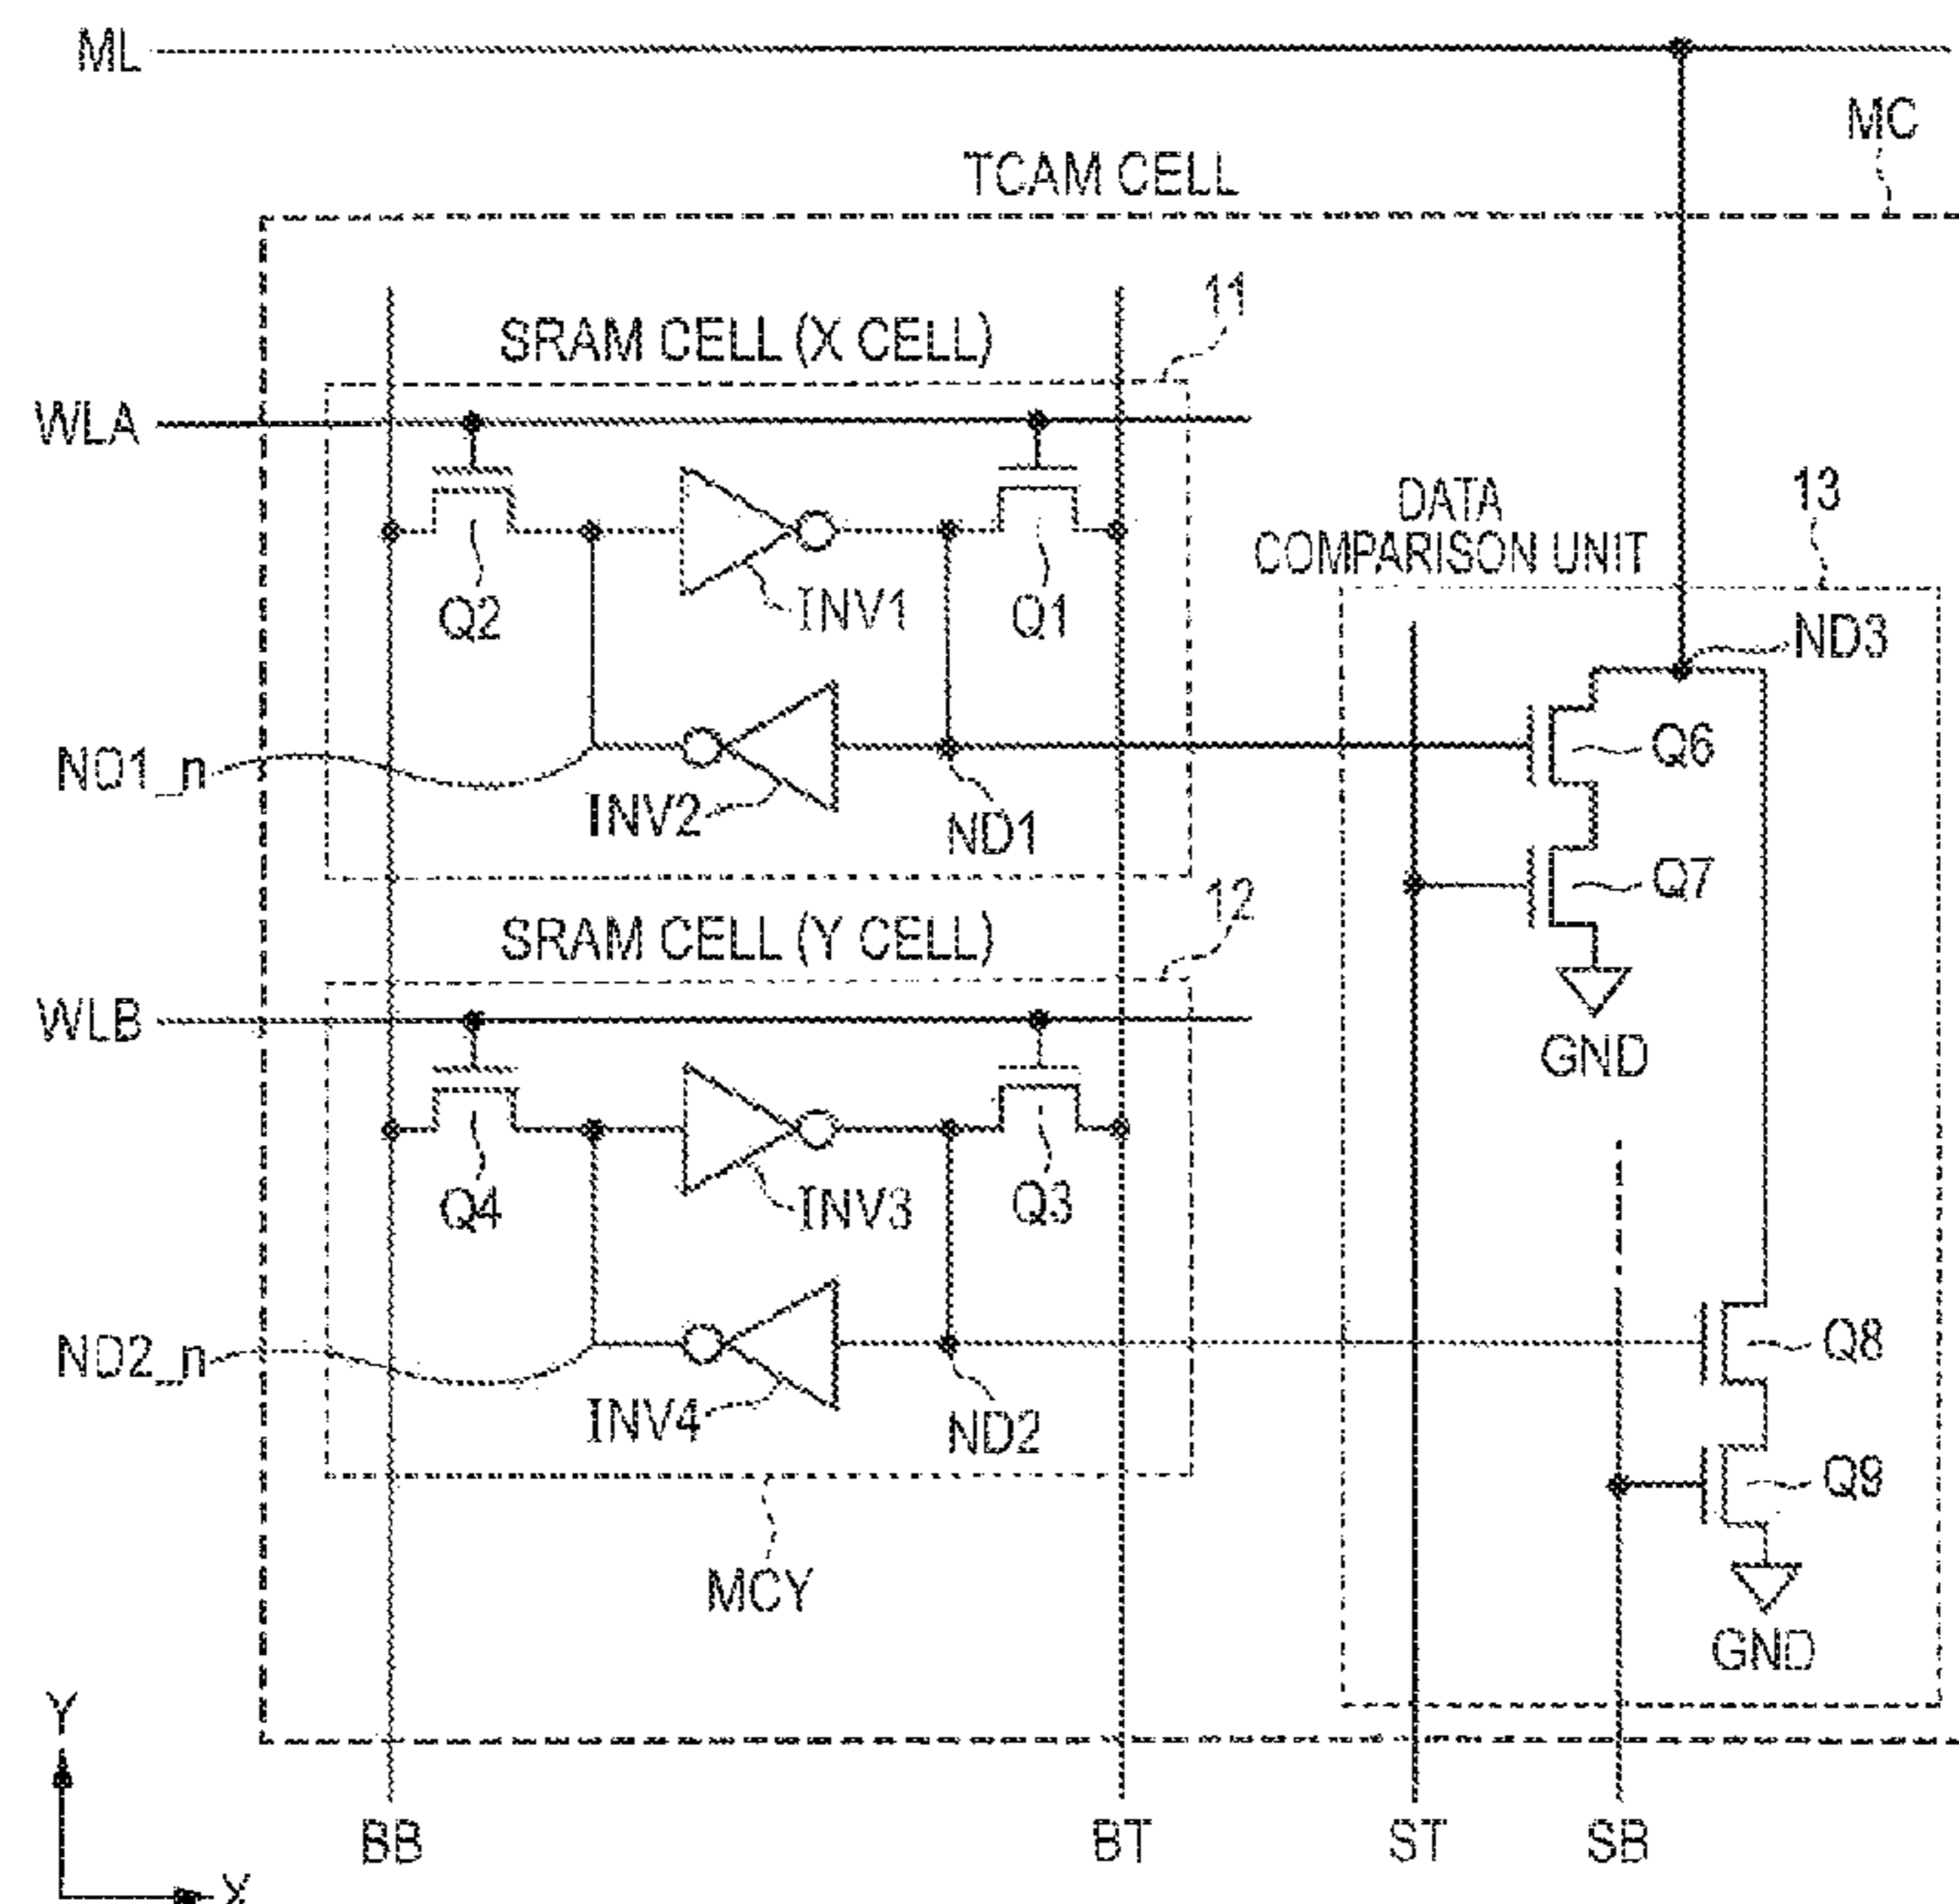 ML
MC
TCAM CELL
11
SRAM CELL (X CELL)
WLA
DATA
COMPARISON UNIT
13
Q2
INV1
Q1
ND3
Q6
NO1_n
INV2
ND1
Q7
12
SRAM CELL (Y CELL)
WLB
GND
Q4
INV3
Q3
ND2_n
INV4
ND2
Q8
Q9
MCY
GND
Y
X
BB
BT
ST
SB